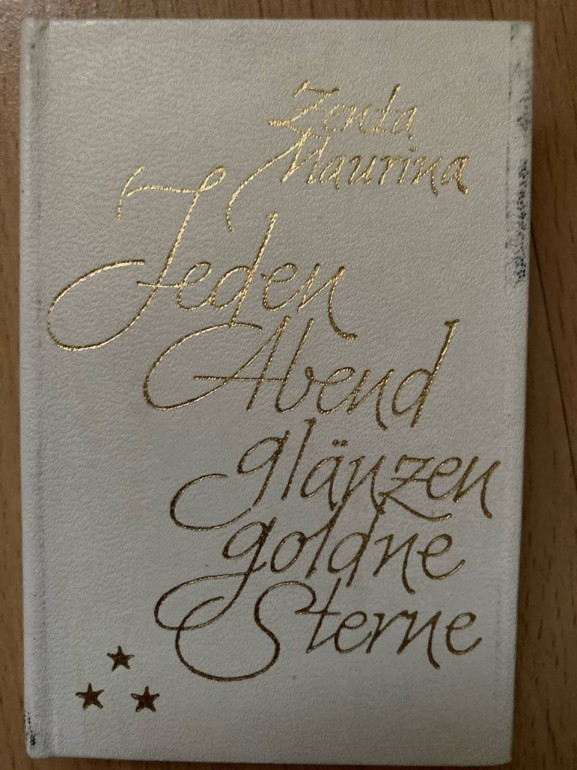 Zenta
Maurina
Jeden
Abend
glänzen
goldne
Sterne